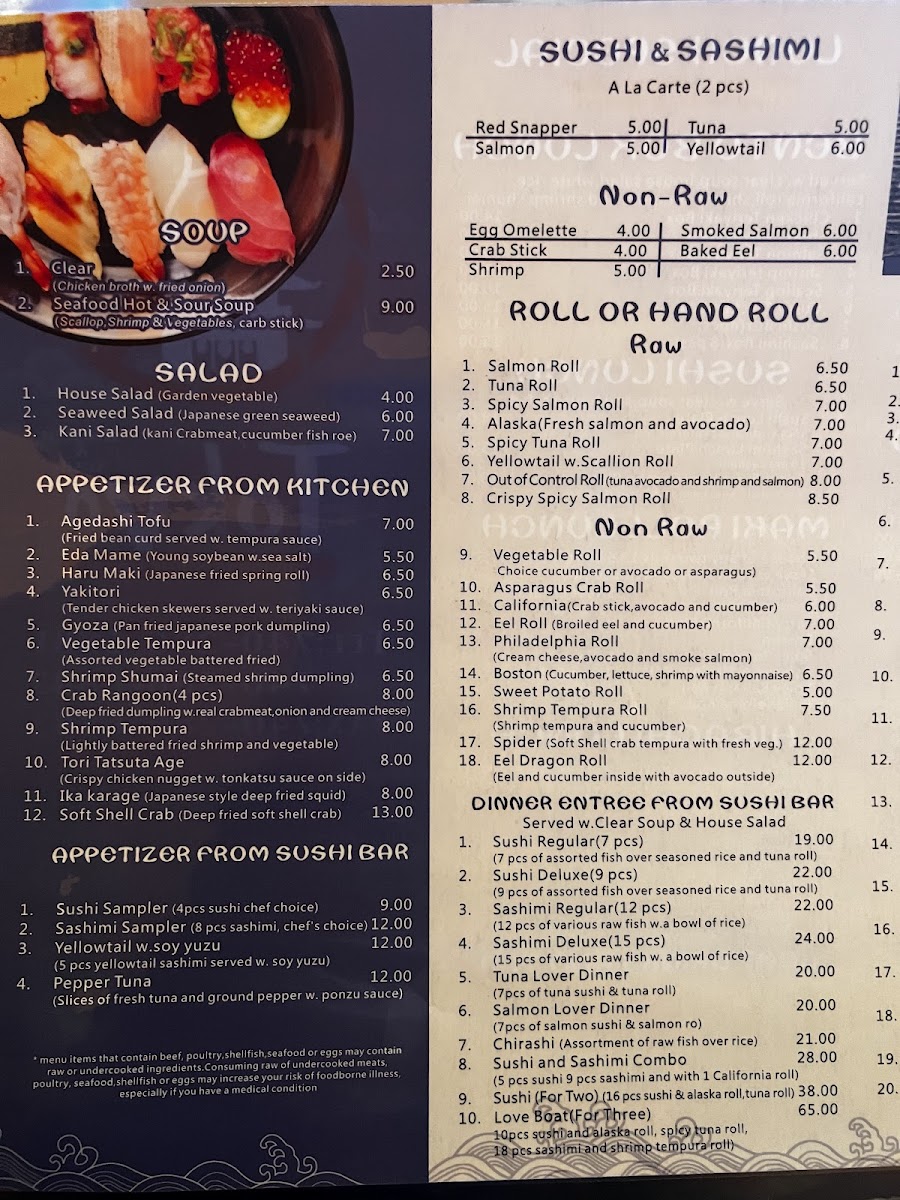 SOUP
1. Clear 2.50
(Chicken broth w. fried onion)
2. Seafood Hot & Sour Soup 9.00
(Scallop,Shrimp & Vegetables, carb stick)
SALAD
1. House Salad (Garden vegetable) 4.00
2. Seaweed Salad (Japanese green seaweed) 6.00
3. Kani Salad (kani Crabmeat,cucumber fish roe) 7.00
APPETIZER FROM KITCHEN
1. Agedashi Tofu 7.00
(Fried bean curd served w. tempura sauce)
2. Eda Mame (Young soybean w.sea salt) 5.50
3. Haru Maki (Japanese fried spring roll) 6.50
4. Yakitori 6.50
(Tender chicken skewers served w. teriyaki sauce)
5. Gyoza (Pan fried japanese pork dumpling) 6.50
6. Vegetable Tempura 6.50
(Assorted vegetable battered fried)
7. Shrimp Shumai (Steamed shrimp dumpling) 6.50
8. Crab Rangoon(4 pcs) 8.00
(Deep fried dumpling w.real crabmeat,onion and cream cheese)
9. Shrimp Tempura 8.00
(Lightly battered fried shrimp and vegetable)
10. Tori Tatsuta Age 8.00
(Crispy chicken nugget w. tonkatsu sauce on side)
11. Ika karage (Japanese style deep fried squid) 8.00
12. Soft Shell Crab (Deep fried soft shell crab) 13.00
APPETIZER FROM SUSHI BAR
1. Sushi Sampler (4pcs sushi chef choice) 9.00
2. Sashimi Sampler (8 pcs sashimi, chef's choice) 12.00
3. Yellowtail w.soy yuzu 12.00
(5 pcs yellowtail sashimi served w. soy yuzu)
4. Pepper Tuna 12.00
(Slices of fresh tuna and ground pepper w. ponzu sauce)
* menu items that contain beef, poultry,shellfish,seafood or eggs may contain
raw or undercooked ingredients.Consuming raw of undercooked meats,
poultry, seafood,shellfish or eggs may increase your risk of foodborne illness,
especially if you have a medical condition
SUSHI & SASHIMI
A La Carte (2 pcs)
Red Snapper 5.00 Tuna 5.00
Salmon 5.00 Yellowtail 6.00
Non-Raw
Egg Omelette 4.00 Smoked Salmon 6.00
Crab Stick 4.00 Baked Eel 6.00
Shrimp 5.00
ROLL OR HAND ROLL
Raw
1. Salmon Roll 6.50
2. Tuna Roll 6.50
3. Spicy Salmon Roll 7.00
4. Alaska(Fresh salmon and avocado) 7.00
5. Spicy Tuna Roll 7.00
6. Yellowtail w.Scallion Roll 7.00
7. Out of Control Roll (tuna avocado and shrimp and salmon) 8.00
8. Crispy Spicy Salmon Roll 8.50
Non Raw
9. Vegetable Roll 5.50
Choice cucumber or avocado or asparagus)
10. Asparagus Crab Roll 5.50
11. California(Crab stick,avocado and cucumber) 6.00
12. Eel Roll (Broiled eel and cucumber) 7.00
13. Philadelphia Roll 7.00
(Cream cheese,avocado and smoke salmon)
14. Boston (Cucumber, lettuce, shrimp with mayonnaise) 6.50
15. Sweet Potato Roll 5.00
16. Shrimp Tempura Roll 7.50
(Shrimp tempura and cucumber)
17. Spider (Soft Shell crab tempura with fresh veg.) 12.00
18. Eel Dragon Roll 12.00
(Eel and cucumber inside with avocado outside)
DINNER ENTREE FROM SUSHI BAR
Served w.Clear Soup & House Salad
1. Sushi Regular(7 pcs) 19.00
(7 pcs of assorted fish over seasoned rice and tuna roll)
2. Sushi Deluxe(9 pcs) 22.00
(9 pcs of assorted fish over seasoned rice and tuna roll)
3. Sashimi Regular(12 pcs) 22.00
(12 pcs of various raw fish w.a bowl of rice)
4. Sashimi Deluxe(15 pcs) 24.00
(15 pcs of various raw fish w. a bowl of rice)
5. Tuna Lover Dinner 20.00
(7pcs of tuna sushi & tuna roll)
6. Salmon Lover Dinner 20.00
(7pcs of salmon sushi & salmon ro)
7. Chirashi (Assortment of raw fish over rice) 21.00
8. Sushi and Sashimi Combo 28.00
(5 pcs sushi 9 pcs sashimi and with 1 California roll)
9. Sushi (For Two) (16 pcs sushi & alaska roll,tuna roll) 38.00
10. Love Boat(For Three) 65.00
10pcs sushi and alaska roll, spicy tuna roll,
18 pcs sashimi and shrimp tempura roll)
1
2.
3.
4.
5.
6.
7.
8.
9.
10.
11.
12.
13.
14.
15.
16.
17.
18.
19.
20.